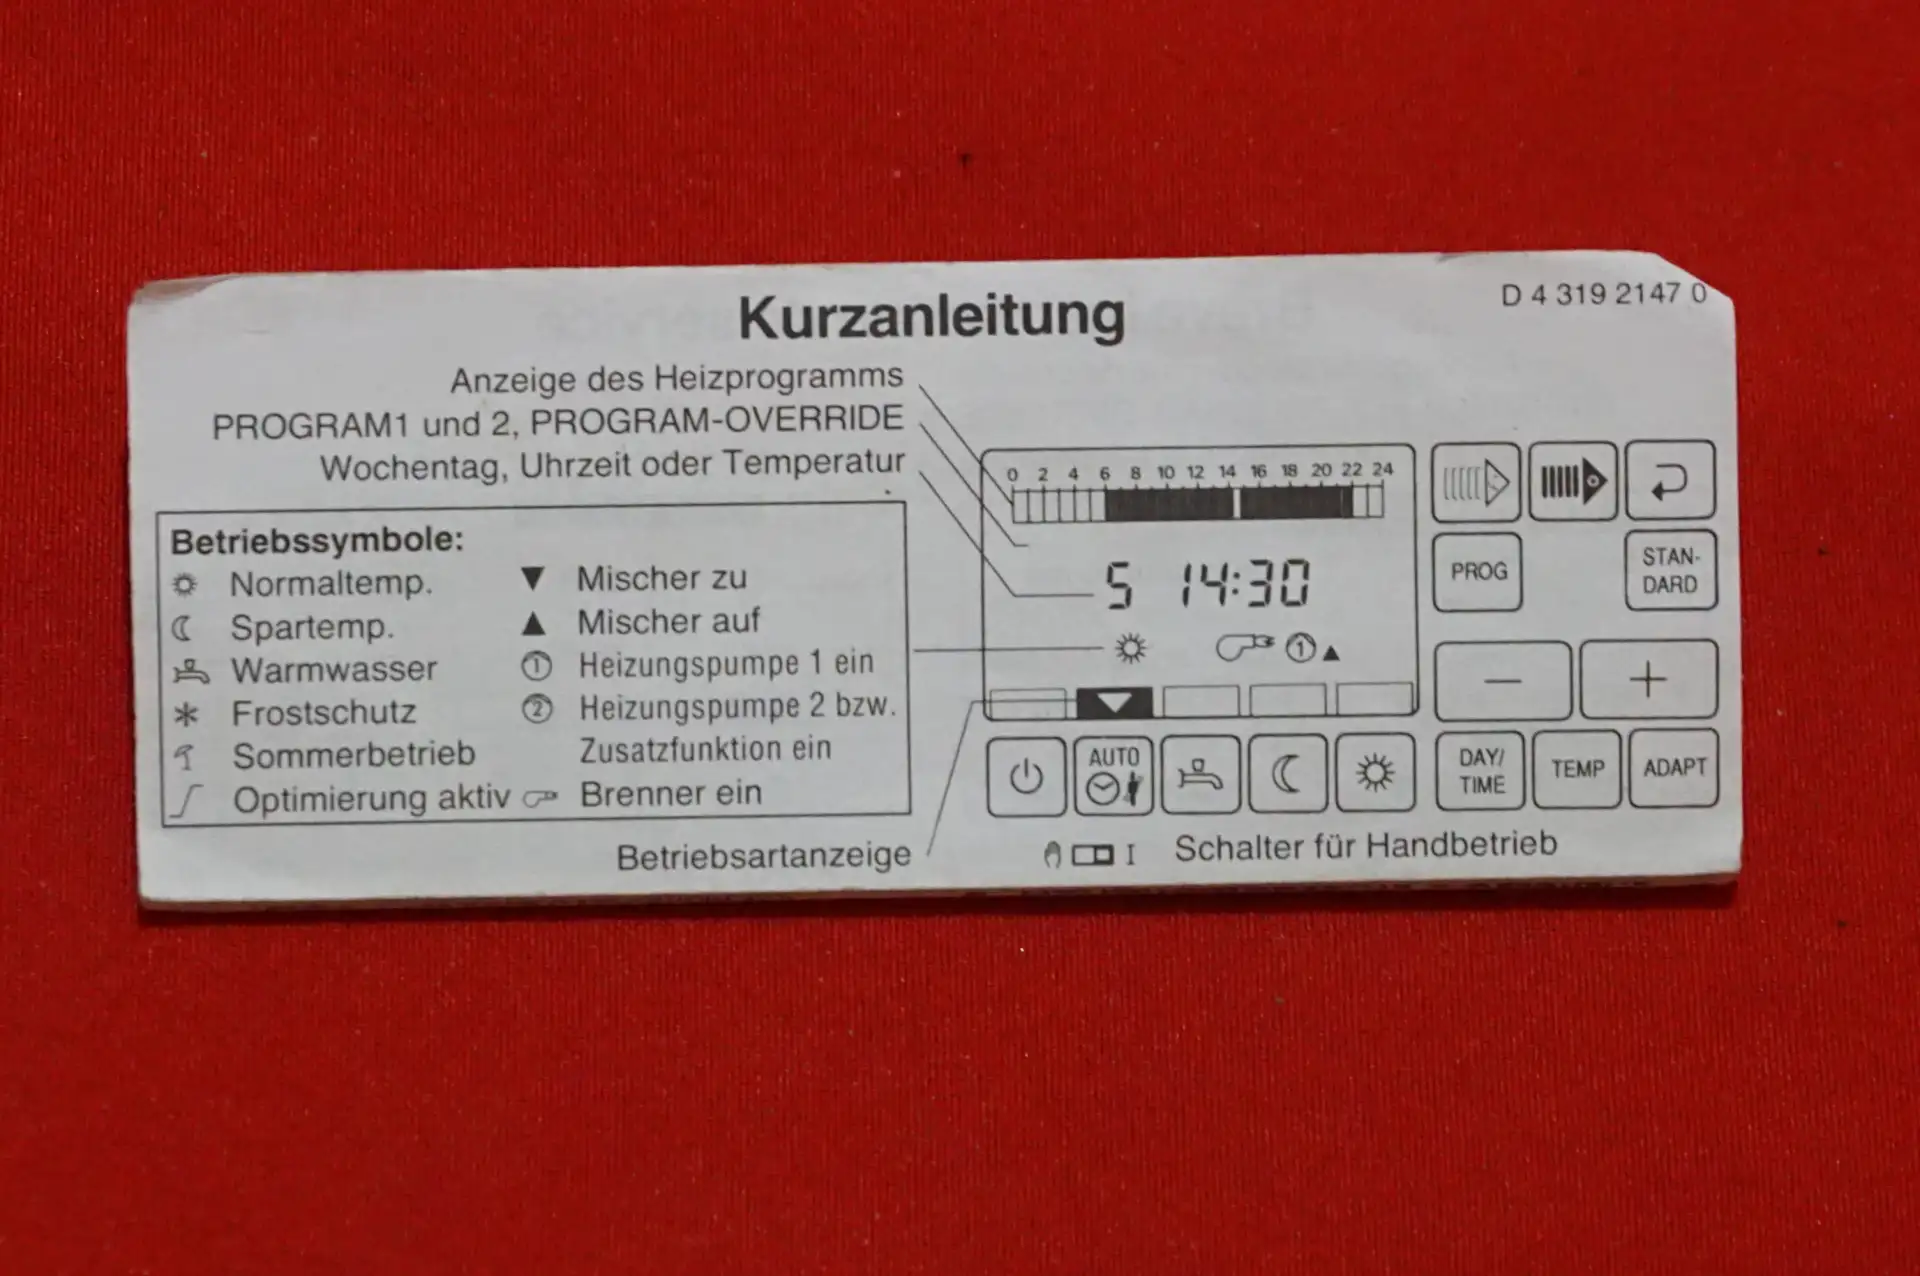 Kurzanleitung
D 4 319 2147 0
Anzeige des Heizprogramms
PROGRAM1 und 2, PROGRAM-OVERRIDE
Wochentag, Uhrzeit oder Temperatur
Betriebssymbole:
Normaltemp.
Spartemp.
Warmwasser
Frostschutz
Sommerbetrieb
Optimierung aktiv
Mischer zu
Mischer auf
1 Heizungspumpe 1 ein
2 Heizungspumpe 2 bzw.
Zusatzfunktion ein
Brenner ein
Betriebsartanzeige
0 2 4 6 8 10 12 14 16 18 20 22 24
5 14:30
1
AUTO
PROG
STAN-
DARD
− +
DAY/
TIME
TEMP
ADAPT
I Schalter für Handbetrieb